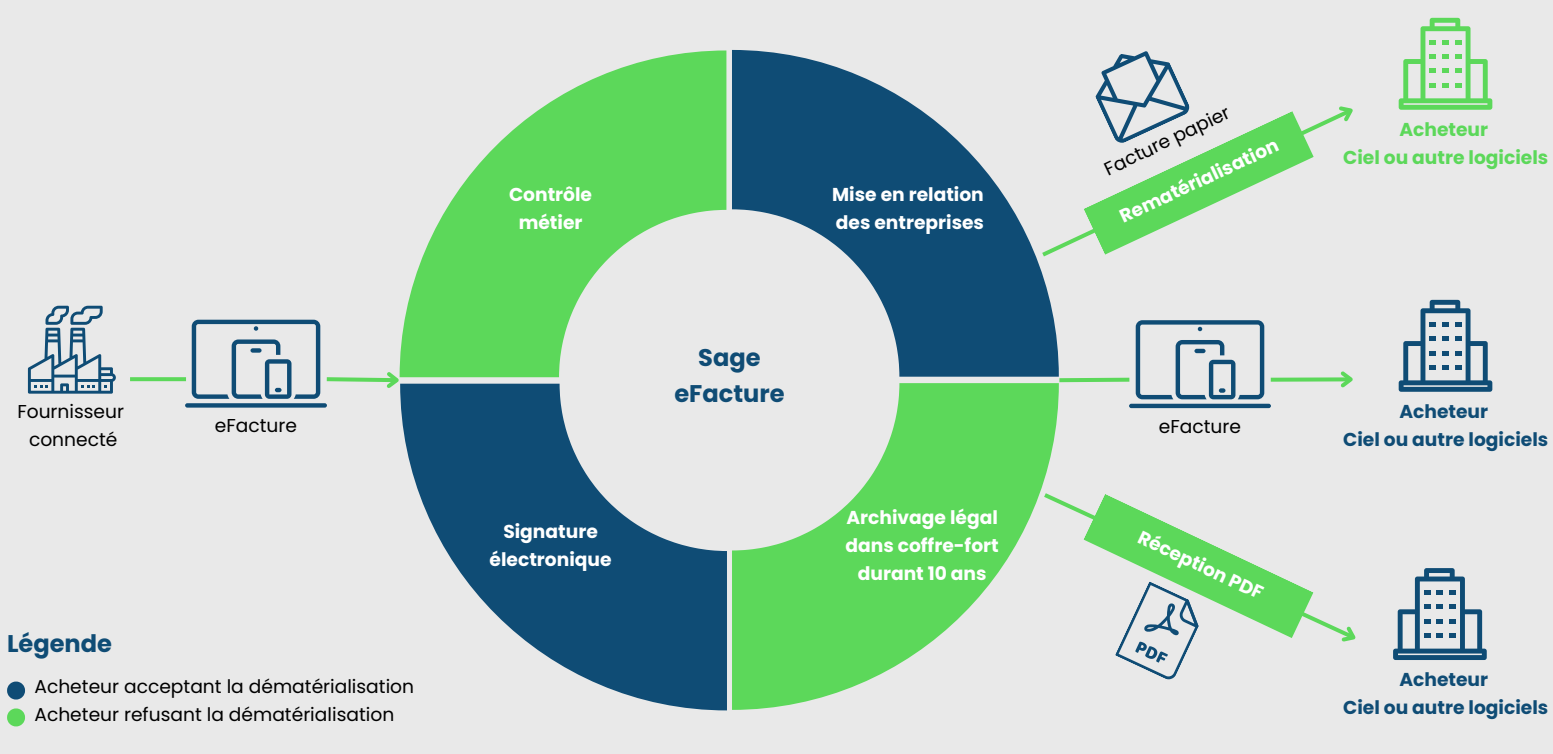 Fournisseur
connecté
eFacture
Contrôle
métier
Mise en relation
des entreprises
Sage
eFacture
Signature
électronique
Archivage légal
dans coffre-fort
durant 10 ans
Facture papier
Rematérialisation
Acheteur
Ciel ou autre logiciels
eFacture
Acheteur
Ciel ou autre logiciels
Réception PDF
PDF
Acheteur
Ciel ou autre logiciels
Légende
Acheteur acceptant la dématérialisation
Acheteur refusant la dématérialisation